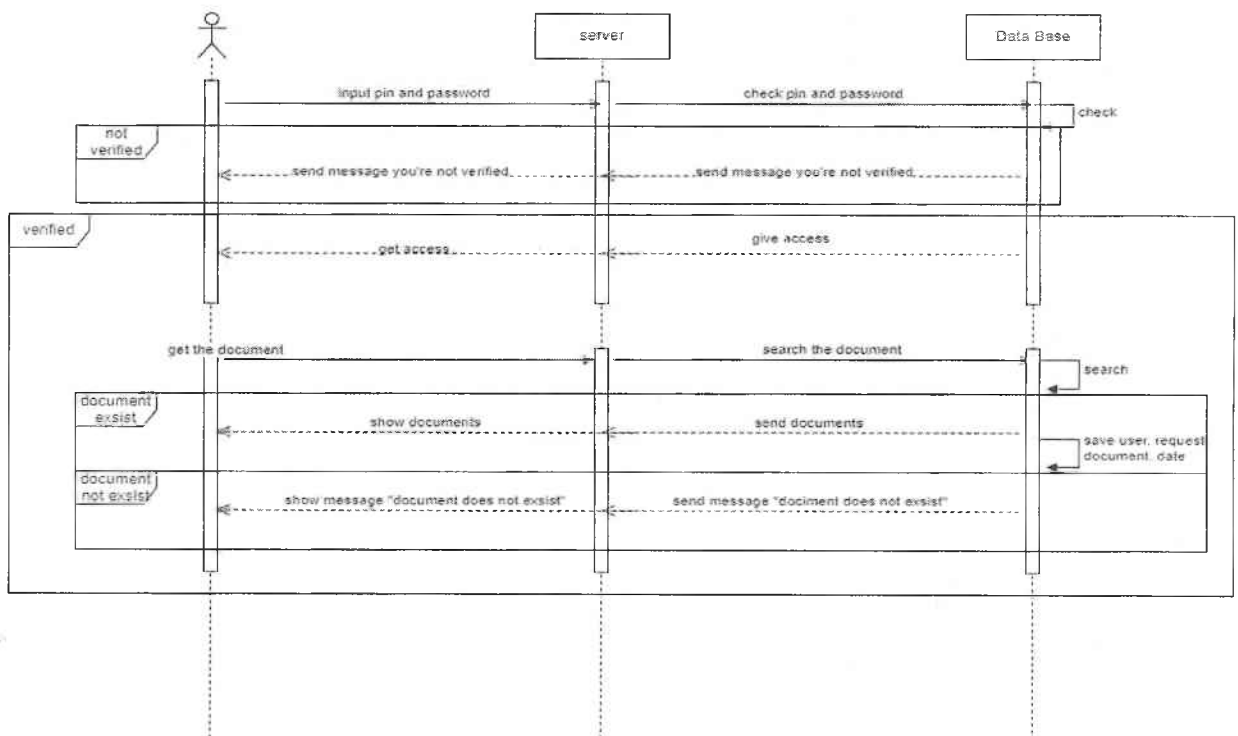 server
Data Base
input pin and password
check pin and password
check
not
verified
send message you're not verified
send message you're not verified
verified
get access
give access
get the document
search the document
search
document
exsist
show documents
send documents
save user, request
document, date
document
not exsist
show message "document does not exsist"
send message "dociment does not exsist"